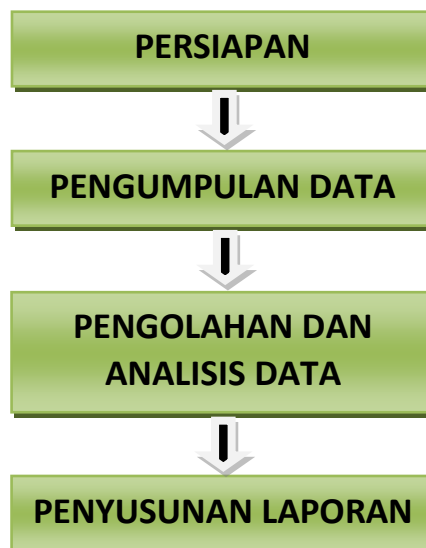 PERSIAPAN
PENGUMPULAN DATA
PENGOLAHAN DAN
ANALISIS DATA
PENYUSUNAN LAPORAN